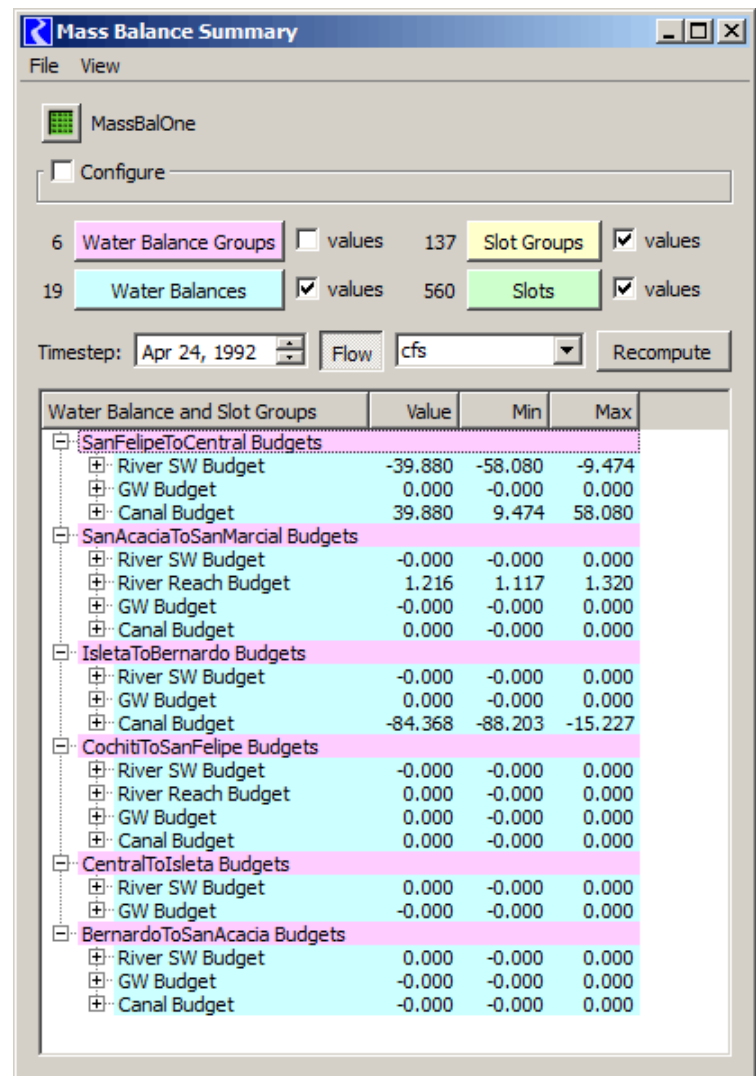 Mass Balance Summary
File View
MassBalOne
Configure
6 Water Balance Groups values 137 Slot Groups values
19 Water Balances values 560 Slots values
Timestep: Apr 24, 1992 Flow cfs Recompute
Water Balance and Slot Groups Value Min Max
SanFelipeToCentral Budgets
River SW Budget -39.880 -58.080 -9.474
GW Budget 0.000 -0.000 0.000
Canal Budget 39.880 9.474 58.080
SanAcaciaToSanMarcial Budgets
River SW Budget -0.000 -0.000 0.000
River Reach Budget 1.216 1.117 1.320
GW Budget -0.000 -0.000 0.000
Canal Budget 0.000 -0.000 0.000
IsletaToBernardo Budgets
River SW Budget -0.000 -0.000 0.000
GW Budget 0.000 -0.000 0.000
Canal Budget -84.368 -88.203 -15.227
CochitiToSanFelipe Budgets
River SW Budget -0.000 -0.000 0.000
River Reach Budget 0.000 -0.000 0.000
GW Budget 0.000 -0.000 0.000
Canal Budget 0.000 -0.000 0.000
CentralToIsleta Budgets
River SW Budget 0.000 -0.000 0.000
GW Budget -0.000 -0.000 0.000
BernardoToSanAcacia Budgets
River SW Budget 0.000 -0.000 0.000
GW Budget -0.000 -0.000 0.000
Canal Budget -0.000 -0.000 0.000